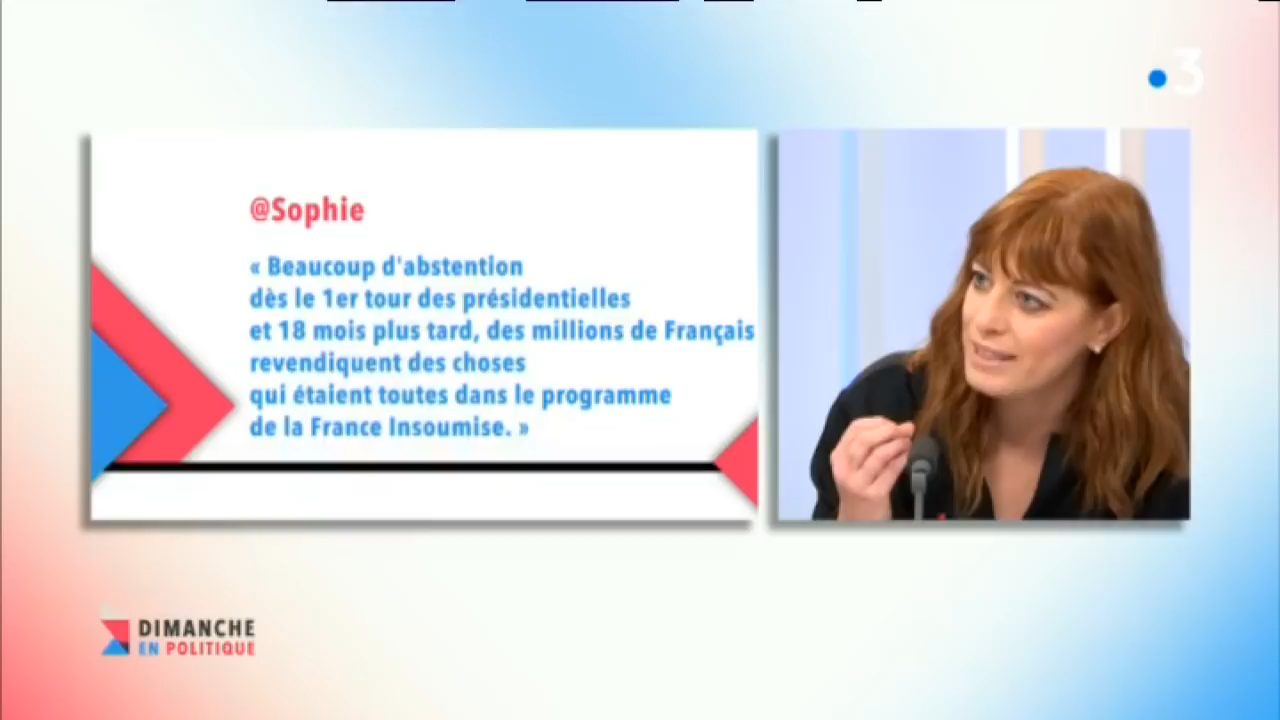 3
@Sophie
« Beaucoup d'abstention
dès le 1er tour des présidentielles
et 18 mois plus tard, des millions de Français
revendiquent des choses
qui étaient toutes dans le programme
de la France Insoumise. »
DIMANCHE
EN POLITIQUE